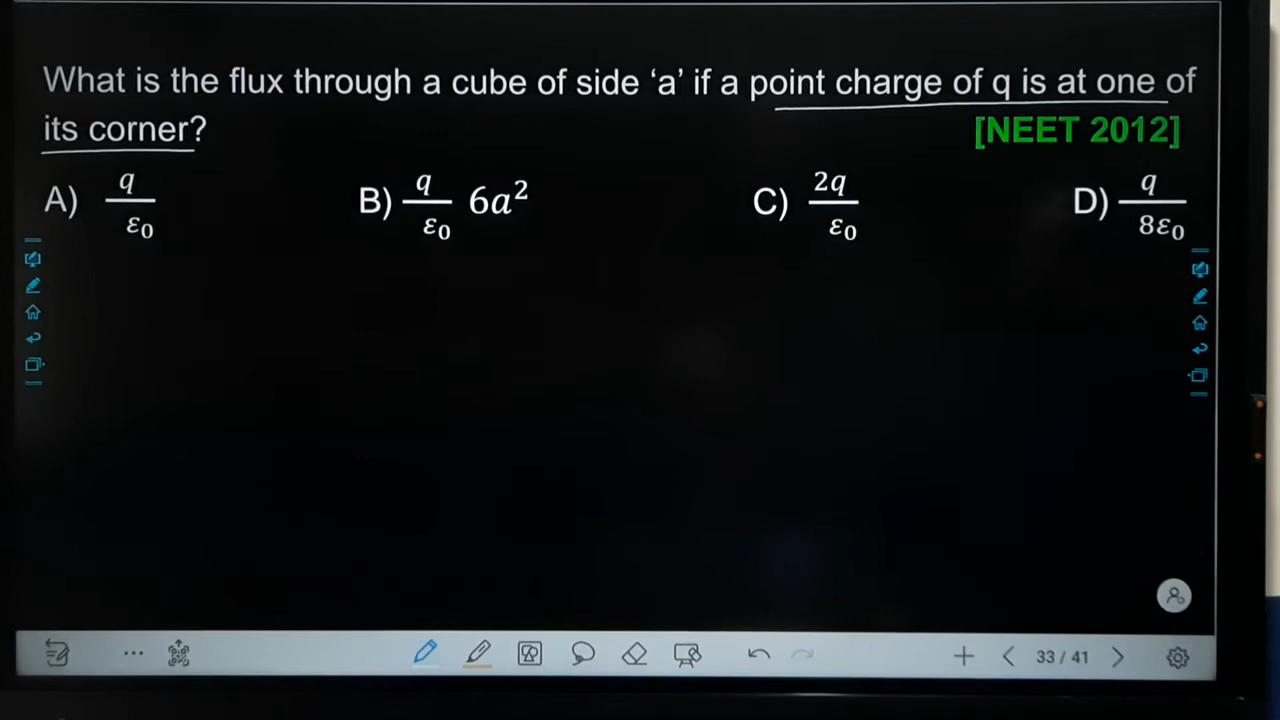 What is the flux through a cube of side ‘a’ if a point charge of q is at one of
its corner? [NEET 2012]
A) q/ε₀ B) q/ε₀ 6a² C) 2q/ε₀ D) q/8ε₀
33 / 41